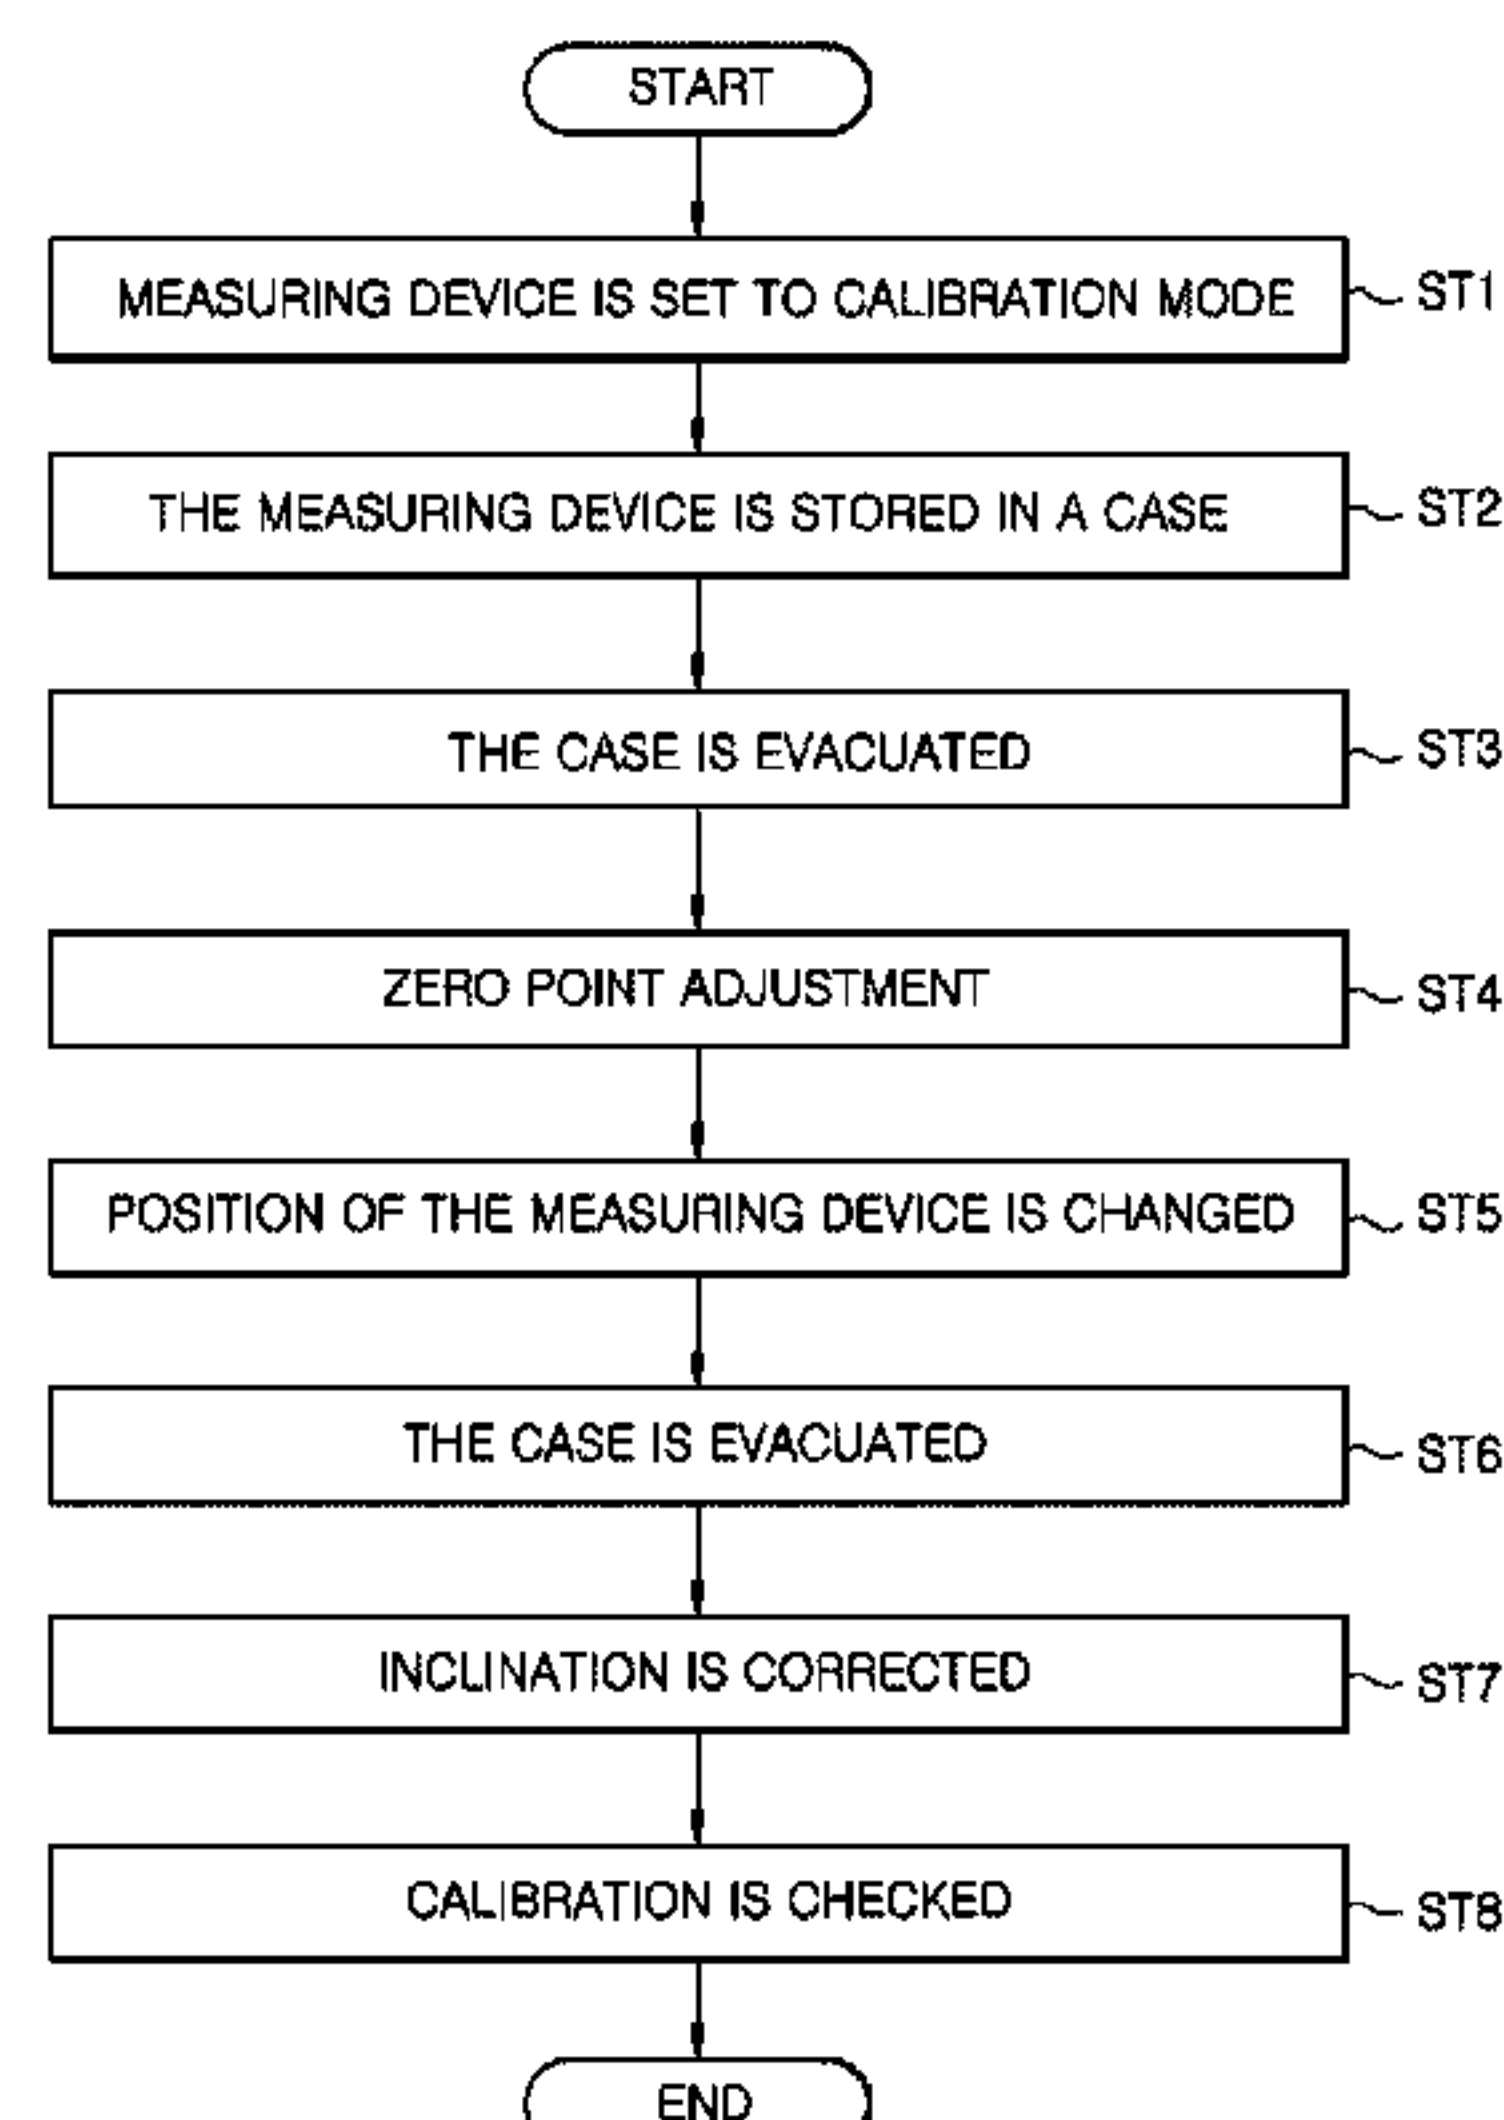 START
MEASURING DEVICE IS SET TO CALIBRATION MODE ST1
THE MEASURING DEVICE IS STORED IN A CASE ST2
THE CASE IS EVACUATED ST3
ZERO POINT ADJUSTMENT ST4
POSITION OF THE MEASURING DEVICE IS CHANGED ST5
THE CASE IS EVACUATED ST6
INCLINATION IS CORRECTED ST7
CALIBRATION IS CHECKED ST8
END